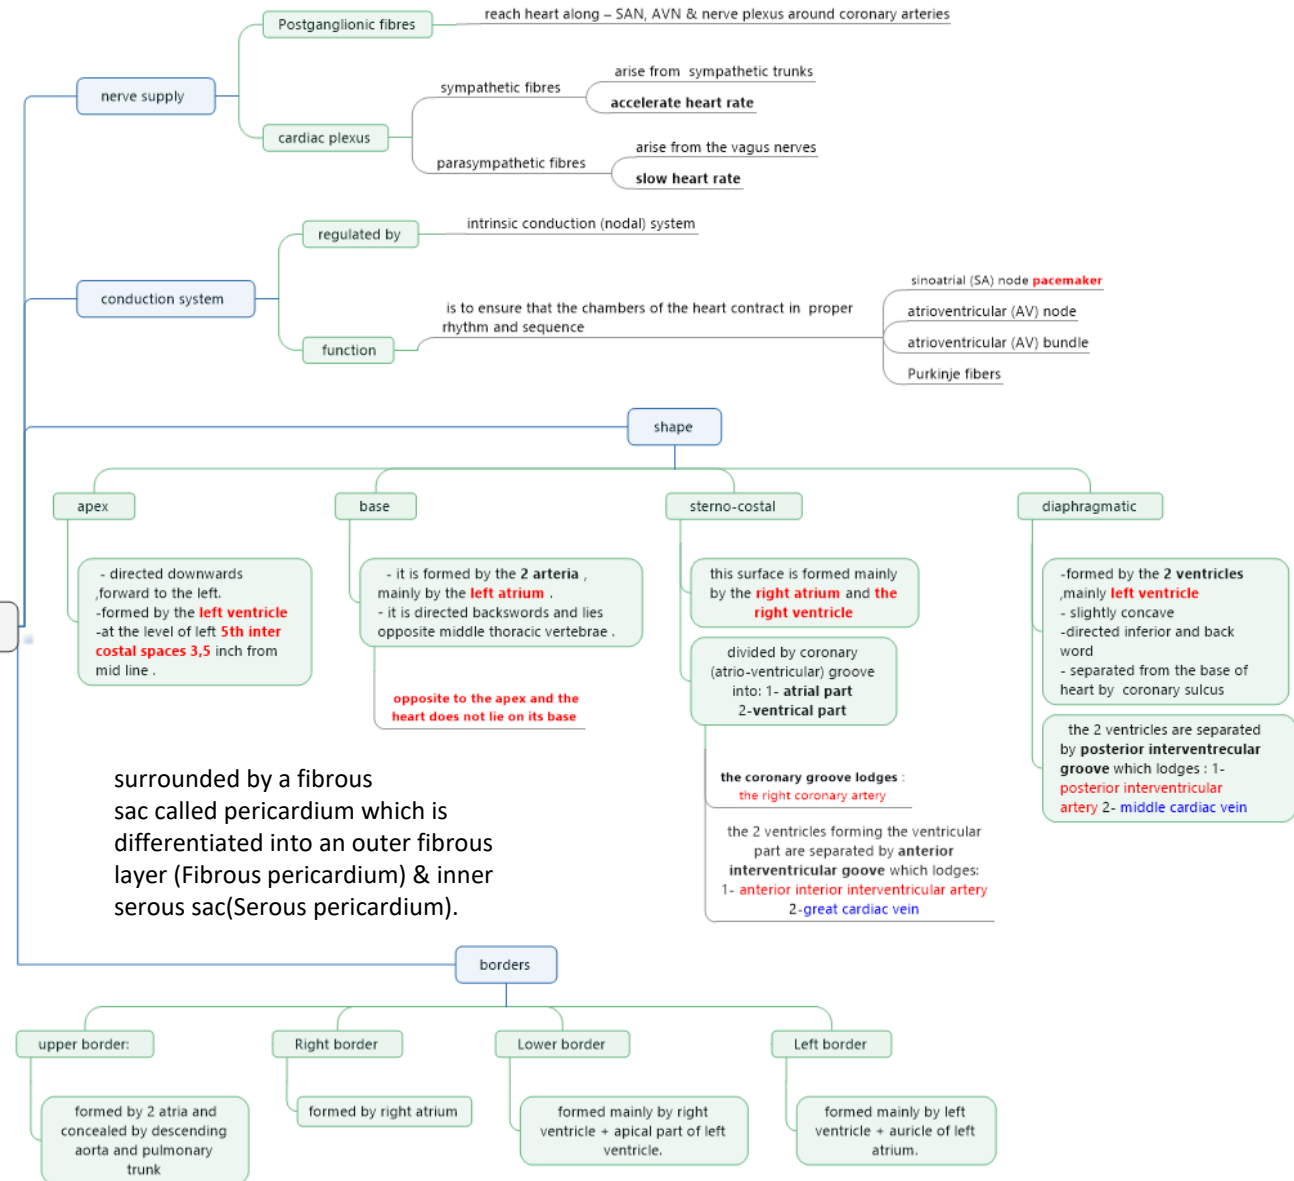 Postganglionic fibres
reach heart along – SAN, AVN & nerve plexus around coronary arteries
nerve supply
sympathetic fibres
arise from sympathetic trunks
accelerate heart rate
cardiac plexus
parasympathetic fibres
arise from the vagus nerves
slow heart rate
regulated by
intrinsic conduction (nodal) system
conduction system
function
is to ensure that the chambers of the heart contract in proper
rhythm and sequence
sinoatrial (SA) node pacemaker
atrioventricular (AV) node
atrioventricular (AV) bundle
Purkinje fibers
shape
apex
- directed downwards
,forward to the left.
-formed by the left ventricle
-at the level of left 5th inter
costal spaces 3,5 inch from
mid line .
base
- it is formed by the 2 arteria ,
mainly by the left atrium .
- it is directed backswords and lies
opposite middle thoracic vertebrae .
opposite to the apex and the
heart does not lie on its base
sterno-costal
this surface is formed mainly
by the right atrium and the
right ventricle
divided by coronary
(atrio-ventricular) groove
into: 1- atrial part
2-ventrical part
the coronary groove lodges :
the right coronary artery
the 2 ventricles forming the ventricular
part are separated by anterior
interventricular goove which lodges:
1- anterior interior interventricular artery
2-great cardiac vein
diaphragmatic
-formed by the 2 ventricles
,mainly left ventricle
- slightly concave
-directed inferior and back
word
- separated from the base of
heart by coronary sulcus
the 2 ventricles are separated
by posterior interventrecular
groove which lodges : 1-
posterior interventricular
artery 2- middle cardiac vein
surrounded by a fibrous
sac called pericardium which is
differentiated into an outer fibrous
layer (Fibrous pericardium) & inner
serous sac(Serous pericardium).
borders
upper border:
formed by 2 atria and
concealed by descending
aorta and pulmonary
trunk
Right border
formed by right atrium
Lower border
formed mainly by right
ventricle + apical part of left
ventricle.
Left border
formed mainly by left
ventricle + auricle of left
atrium.